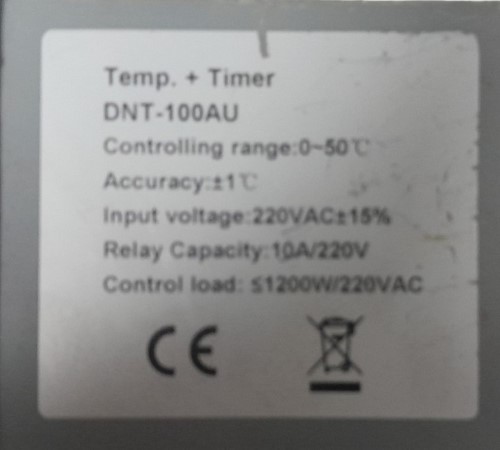 Temp. + Timer
DNT-100AU
Controlling range:0~50℃
Accuracy:±1℃
Input voltage:220VAC±15%
Relay Capacity:10A/220V
Control load: ≤1200W/220VAC
CE